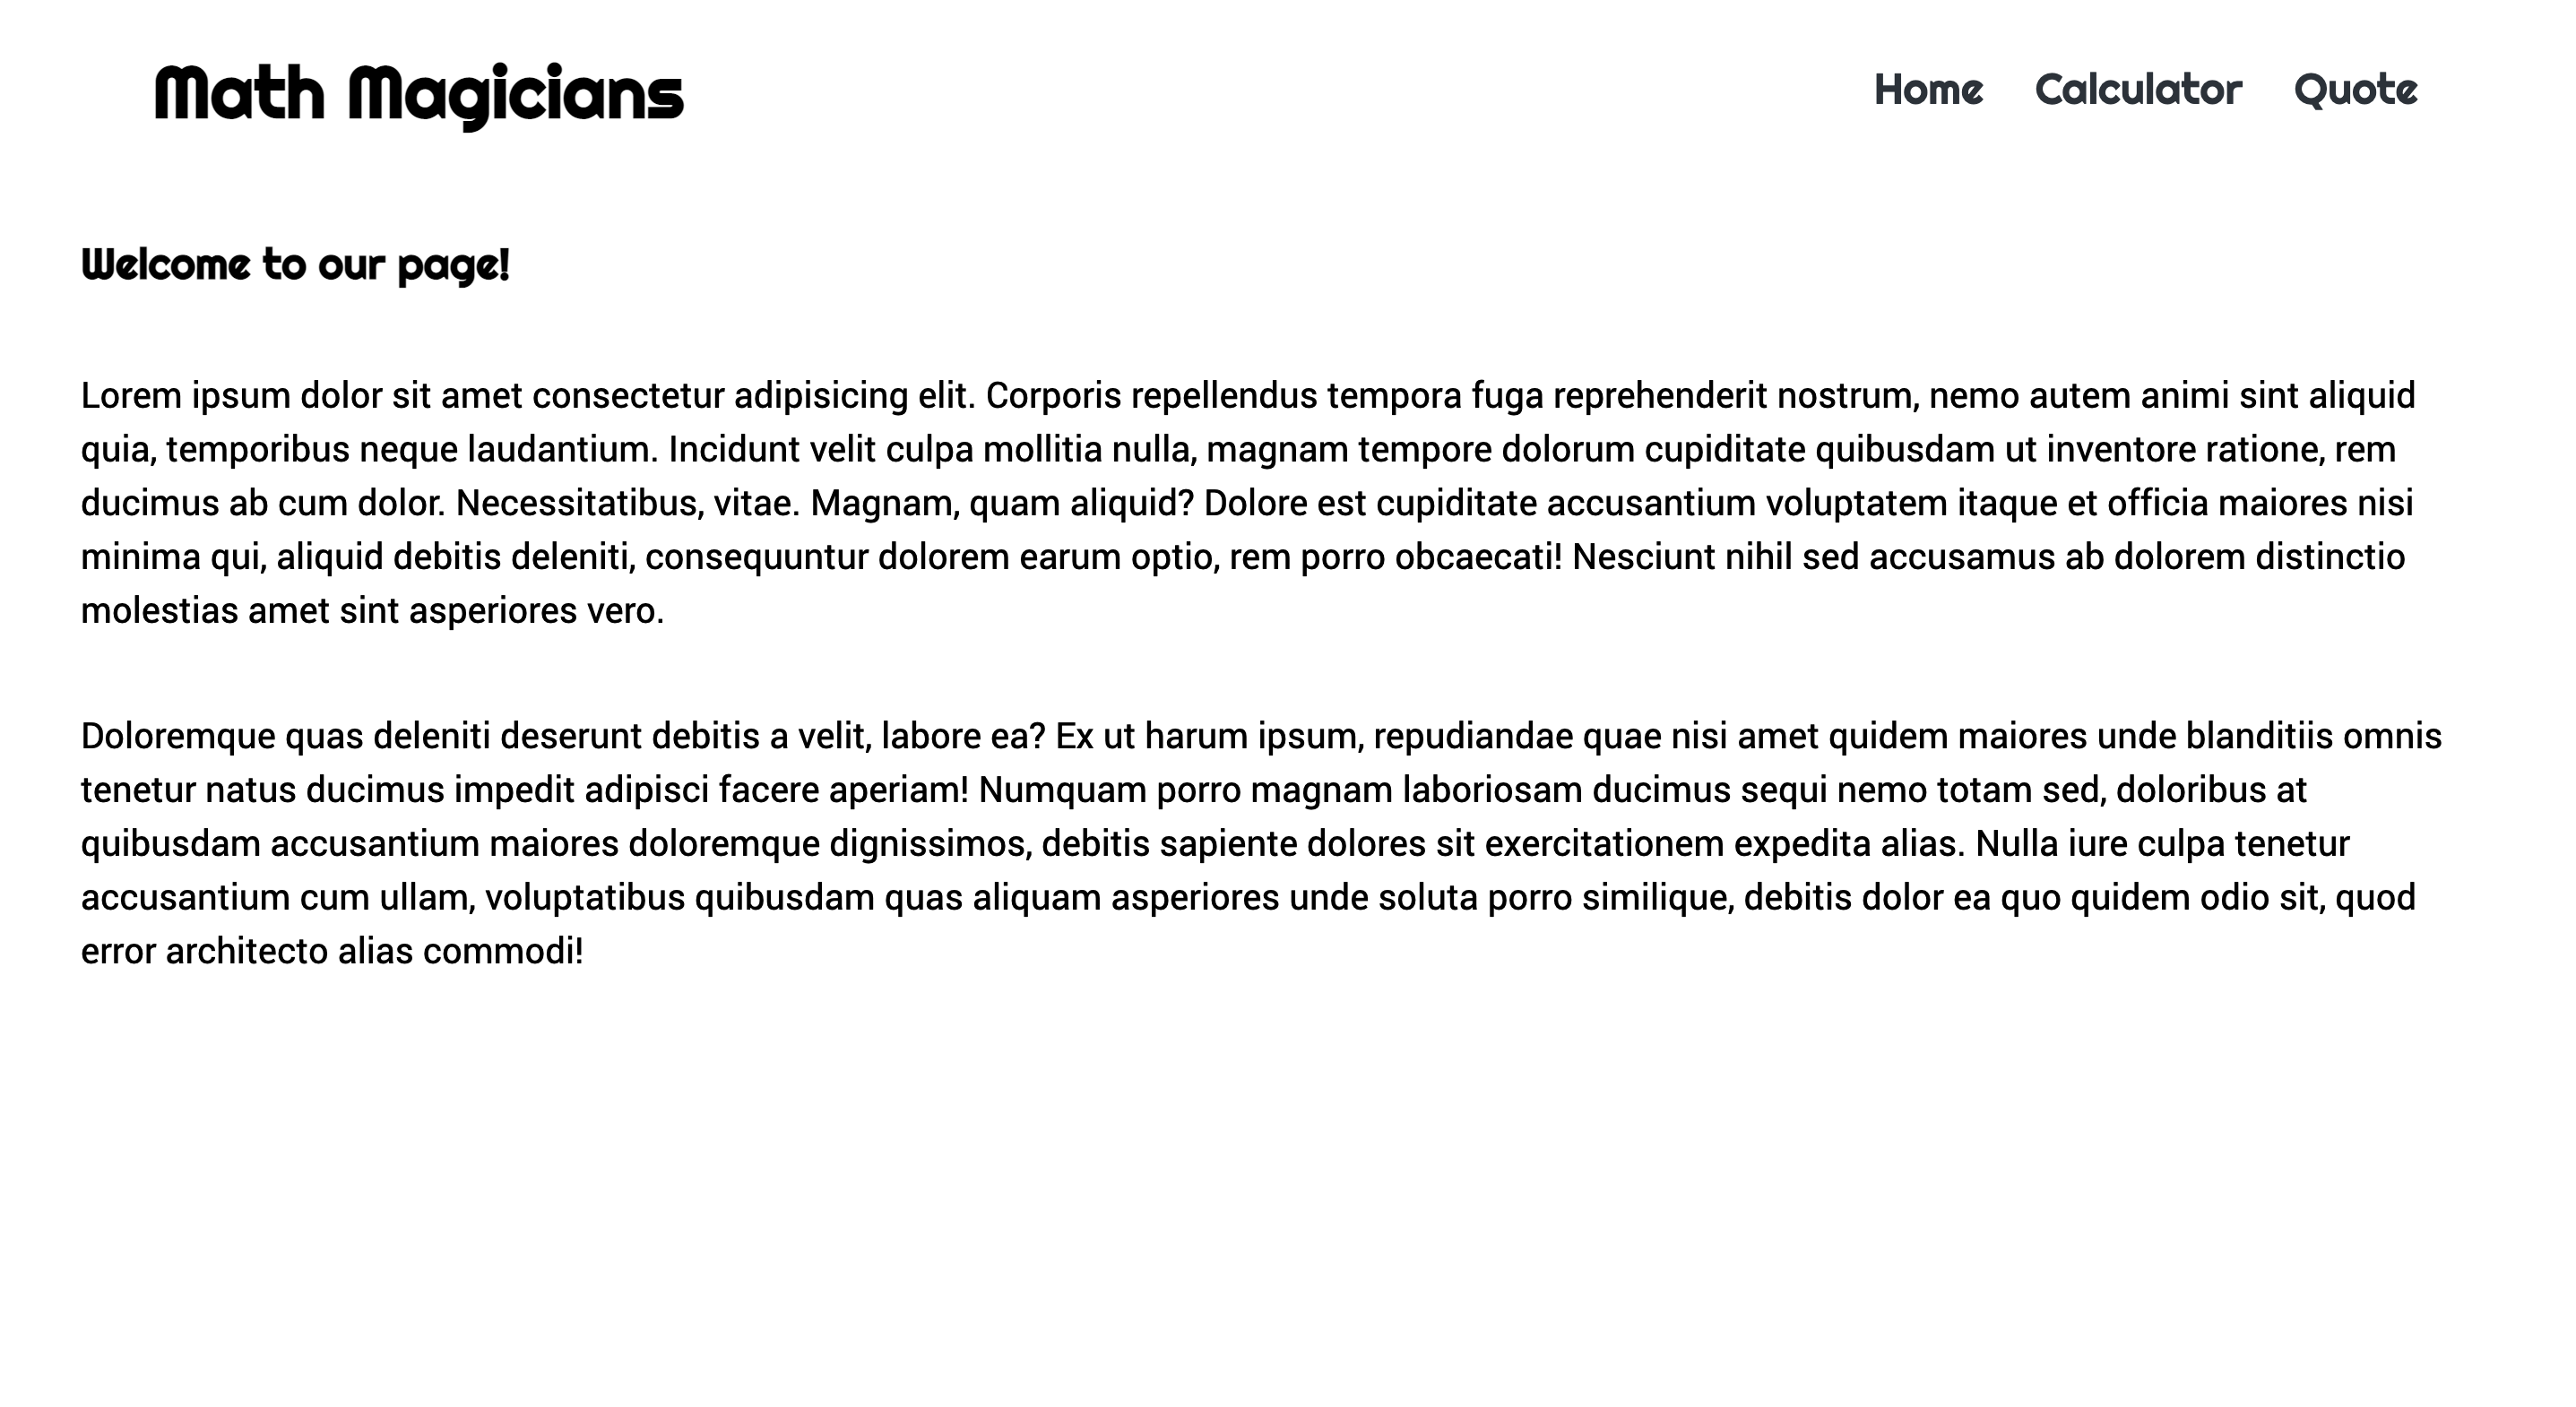 Math Magicians
Home Calculator Quote
Welcome to our page!
Lorem ipsum dolor sit amet consectetur adipisicing elit. Corporis repellendus tempora fuga reprehenderit nostrum, nemo autem animi sint aliquid
quia, temporibus neque laudantium. Incidunt velit culpa mollitia nulla, magnam tempore dolorum cupiditate quibusdam ut inventore ratione, rem
ducimus ab cum dolor. Necessitatibus, vitae. Magnam, quam aliquid? Dolore est cupiditate accusantium voluptatem itaque et officia maiores nisi
minima qui, aliquid debitis deleniti, consequuntur dolorem earum optio, rem porro obcaecati! Nesciunt nihil sed accusamus ab dolorem distinctio
molestias amet sint asperiores vero.
Doloremque quas deleniti deserunt debitis a velit, labore ea? Ex ut harum ipsum, repudiandae quae nisi amet quidem maiores unde blanditiis omnis
tenetur natus ducimus impedit adipisci facere aperiam! Numquam porro magnam laboriosam ducimus sequi nemo totam sed, doloribus at
quibusdam accusantium maiores doloremque dignissimos, debitis sapiente dolores sit exercitationem expedita alias. Nulla iure culpa tenetur
accusantium cum ullam, voluptatibus quibusdam quas aliquam asperiores unde soluta porro similique, debitis dolor ea quo quidem odio sit, quod
error architecto alias commodi!